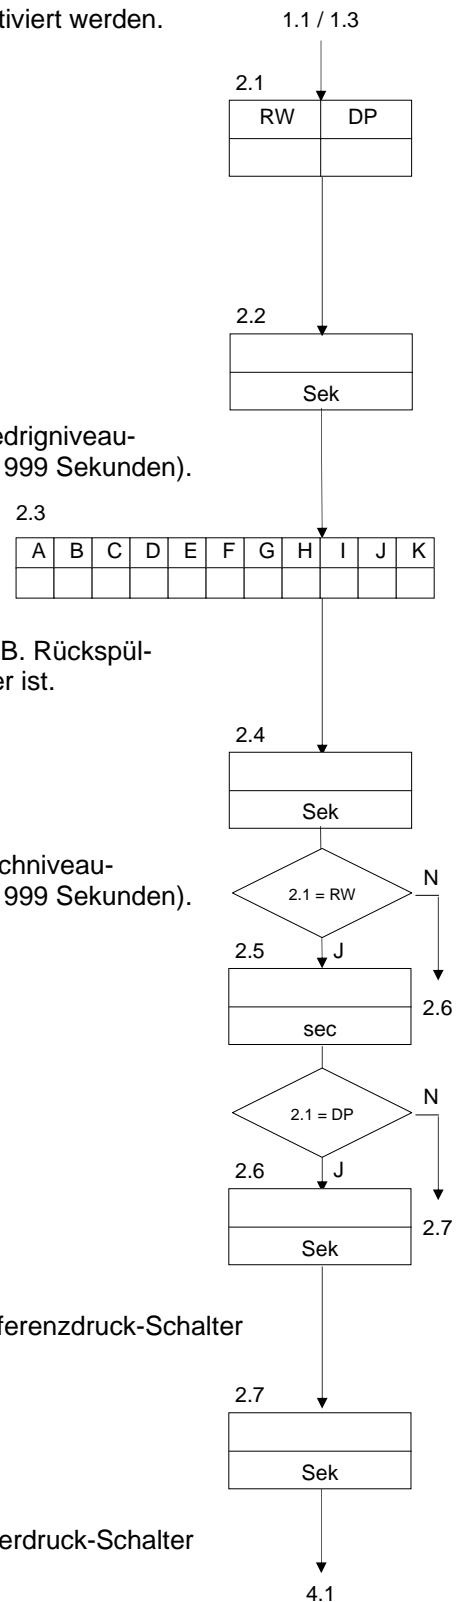 tiviert werden. 1.1 / 1.3
2.1
RW DP
2.2
Sek
edrigniveau-
999 Sekunden).
2.3
A B C D E F G H I J K
B. Rückspül-
er ist.
2.4
Sek
chniveau-
999 Sekunden).
2.1 = RW N
2.5 J
2.6
sec
2.1 = DP N
2.6 J
2.7
Sek
ferenzdruck-Schalter
2.7
Sek
erdruck-Schalter
4.1